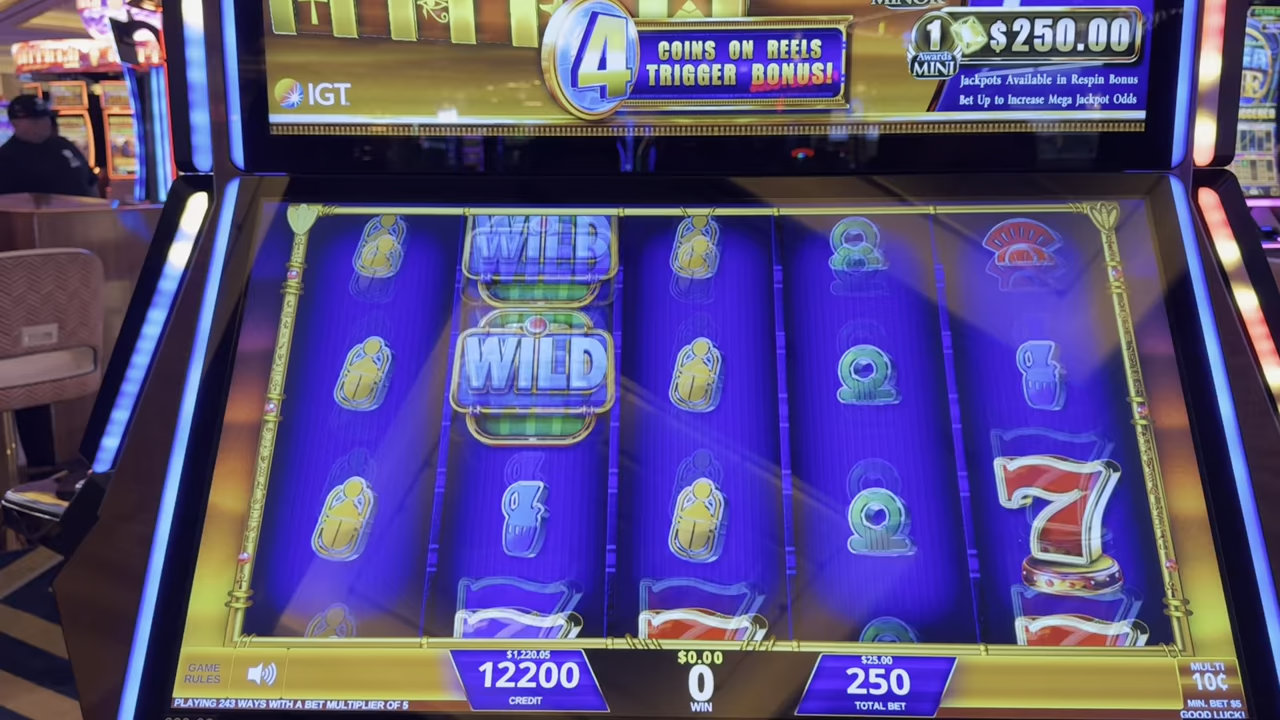 MINOR
4
COINS ON REELS
TRIGGER BONUS!
1
Awards
MINI
$250.00
Jackpots Available in Respin Bonus
Bet Up to Increase Mega Jackpot Odds
IGT
WILD
WILD
7
GAME
RULES
$1,220.05
12200
CREDIT
$0.00
0
WIN
$25.00
250
TOTAL BET
MULTI
10¢
MIN. BET $5
GOOD LUCK!
PLAYING 243 WAYS WITH A BET MULTIPLIER OF 5